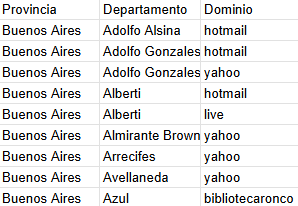 Provincia Departamento Dominio
Buenos Aires Adolfo Alsina hotmail
Buenos Aires Adolfo Gonzales hotmail
Buenos Aires Adolfo Gonzales yahoo
Buenos Aires Alberti hotmail
Buenos Aires Alberti live
Buenos Aires Almirante Brown yahoo
Buenos Aires Arrecifes yahoo
Buenos Aires Avellaneda yahoo
Buenos Aires Azul bibliotecaronco